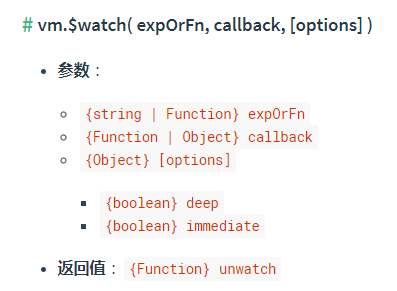 # vm.$watch( expOrFn, callback, [options] )
参数：
{string | Function} expOrFn
{Function | Object} callback
{Object} [options]
{boolean} deep
{boolean} immediate
返回值：{Function} unwatch